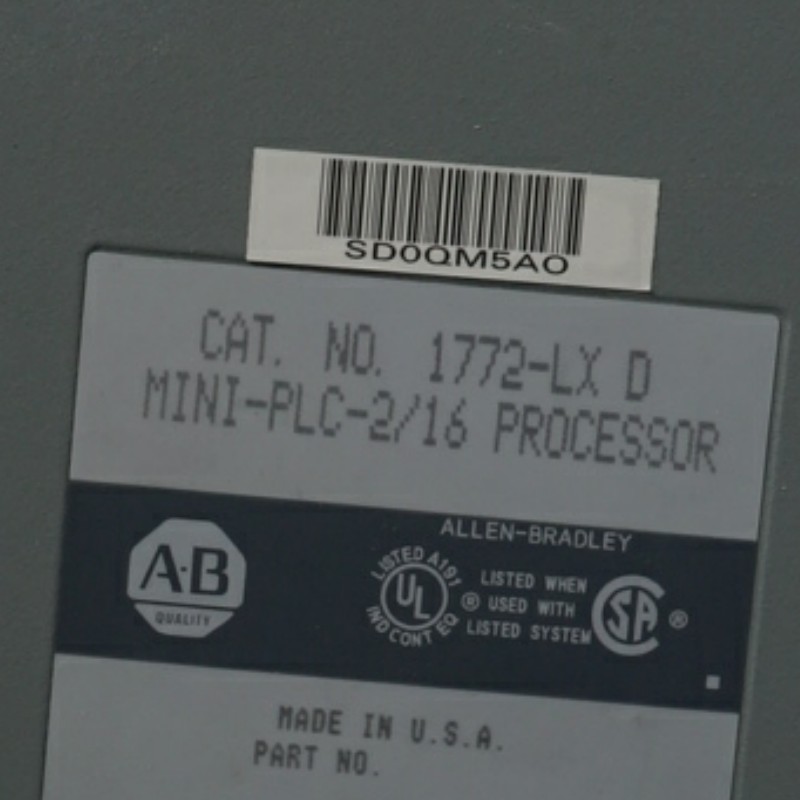 SD0QM5AO
CAT. NO. 1772-LX D
MINI-PLC-2/16 PROCESSOR
ALLEN-BRADLEY
A·B
QUALITY
LISTED A191
UL
IND CONT EQ
®
LISTED WHEN
USED WITH
LISTED SYSTEM
SA
®
MADE IN U.S.A.
PART NO.